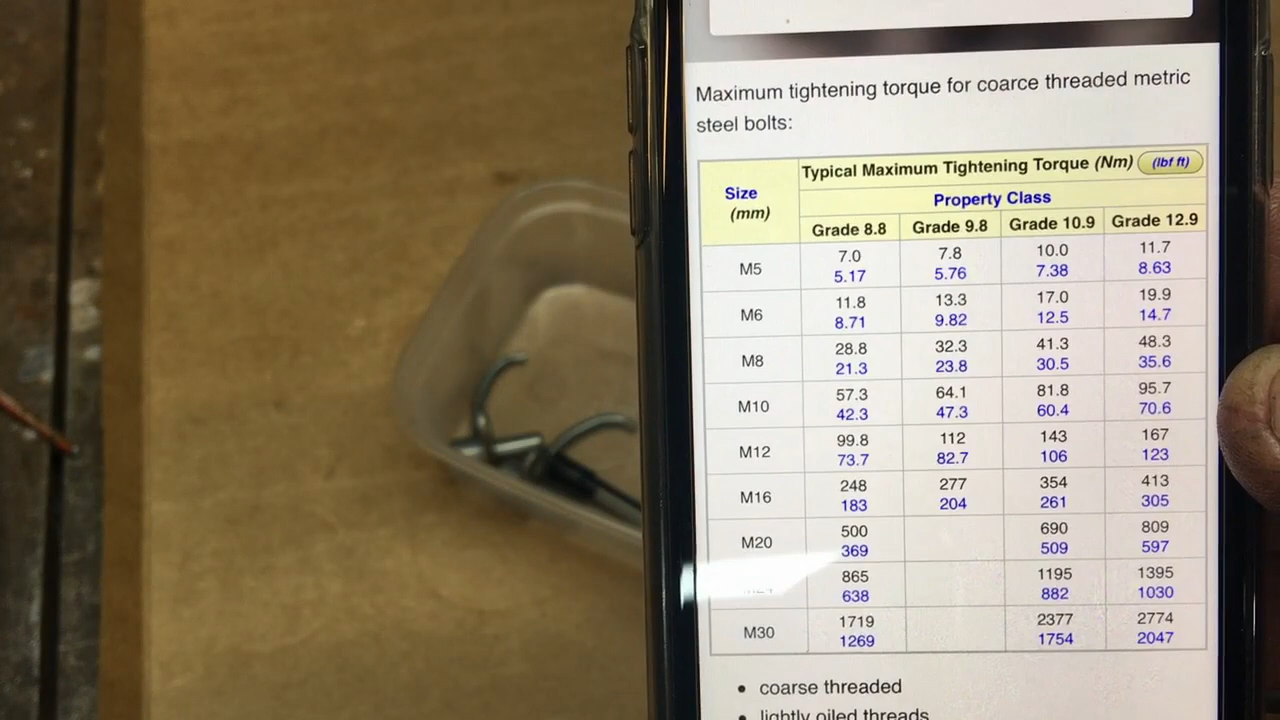 Maximum tightening torque for coarce threaded metric
steel bolts:
Size
(mm)
Typical Maximum Tightening Torque (Nm) (lbf ft)
Property Class
Grade 8.8 Grade 9.8 Grade 10.9 Grade 12.9
M5
7.0 7.8 10.0 11.7
5.17 5.76 7.38 8.63
M6
11.8 13.3 17.0 19.9
8.71 9.82 12.5 14.7
M8
28.8 32.3 41.3 48.3
21.3 23.8 30.5 35.6
M10
57.3 64.1 81.8 95.7
42.3 47.3 60.4 70.6
M12
99.8 112 143 167
73.7 82.7 106 123
M16
248 277 354 413
183 204 261 305
M20
500 690 809
369 509 597
865 1195 1395
638 882 1030
M30
1719 2377 2774
1269 1754 2047
• coarse threaded
• lightly oiled threads